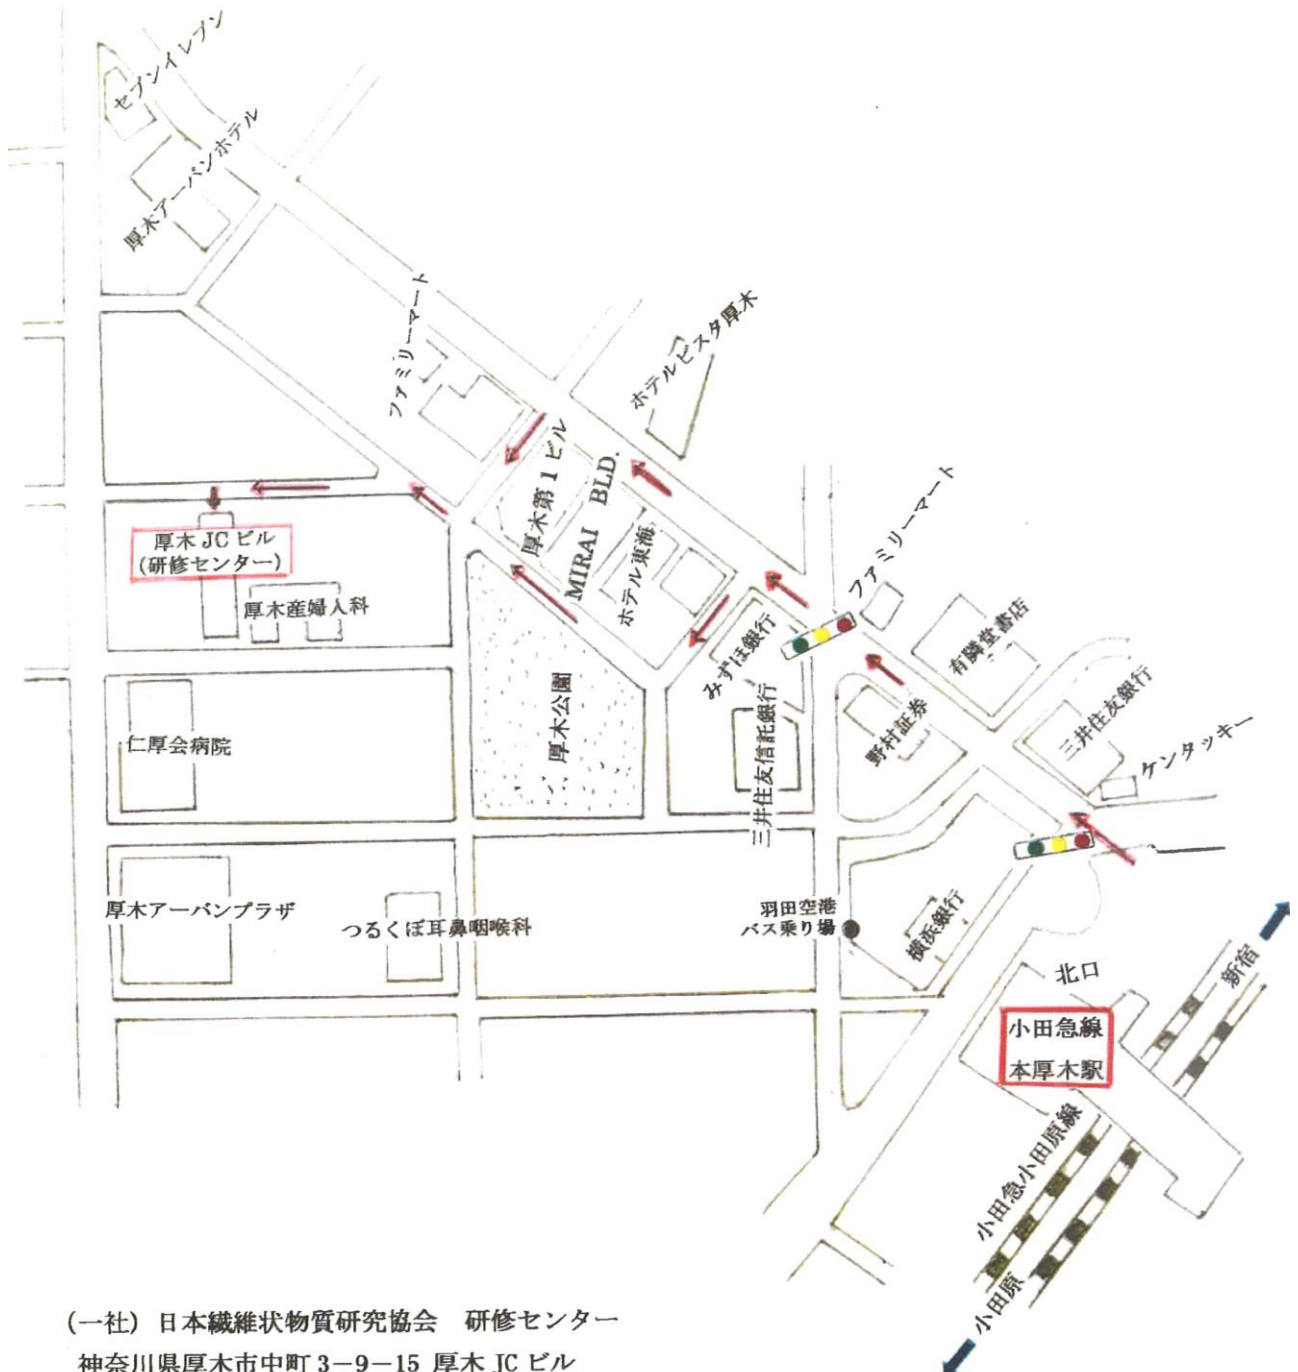 セブンイレブン
厚木アーバンホテル
ファミリーマート
ホテルビスタ厚木
厚木第1ビル
MIRAI BLD.
ホテル東海
ファミリーマート
厚木 JC ビル
(研修センター)
厚木産婦人科
みずほ銀行
有隣堂書店
三井住友銀行
ケンタッキー
野村証券
三井住友信託銀行
厚木公園
仁厚会病院
厚木アーバンプラザ
つるくぼ耳鼻咽喉科
羽田空港
バス乗り場
横浜銀行
北口
新宿
小田急線
本厚木駅
小田急小田原線
小田原
(一社) 日本繊維状物質研究協会 研修センター
神奈川県厚木市中町 3－9－15 厚木 JC ビル